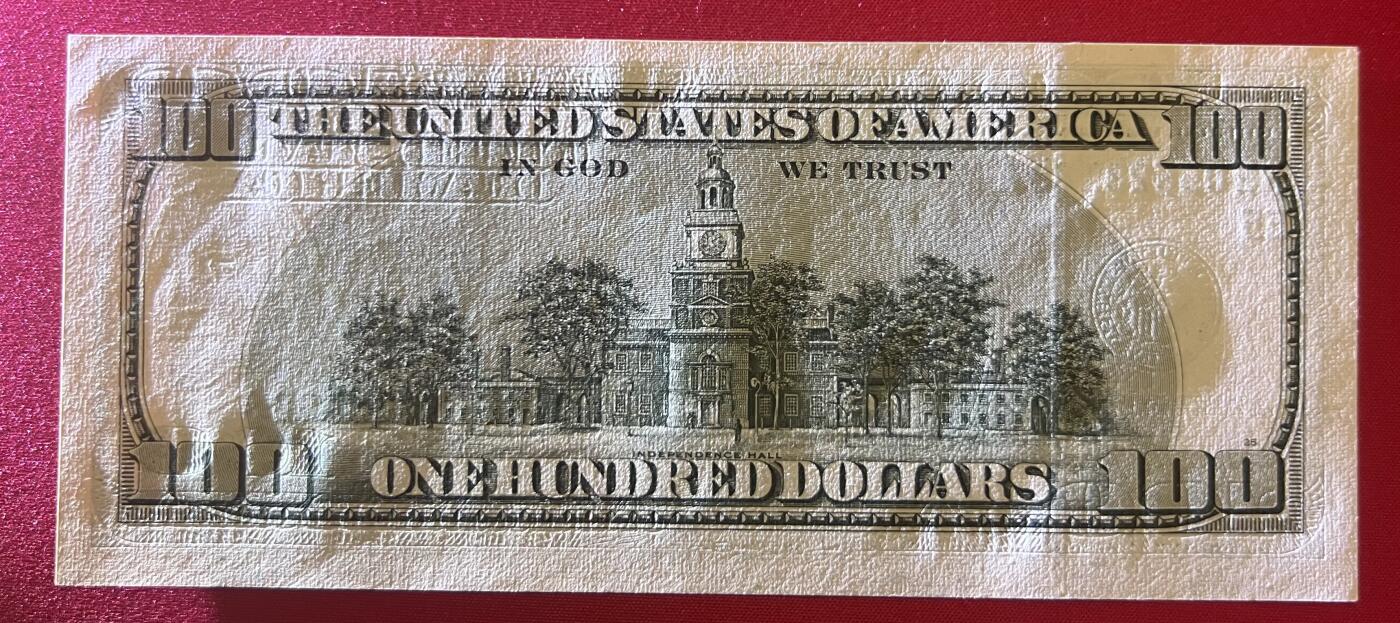 100 THE UNITED STATES OF AMERICA 100
IN GOD WE TRUST
INDEPENDENCE HALL
100 ONE HUNDRED DOLLARS 100